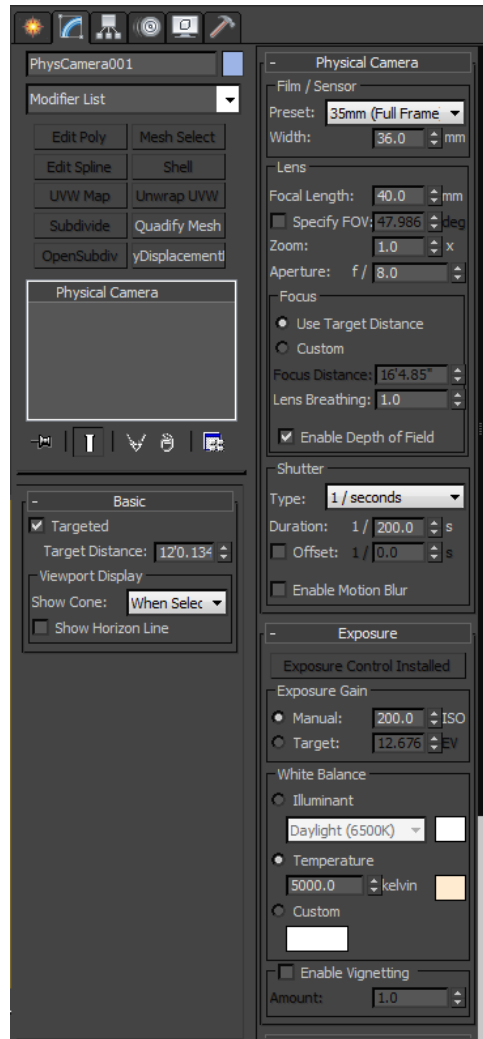 PhysCamera001
Modifier List
Edit Poly Mesh Select
Edit Spline Shell
UVW Map Unwrap UVW
Subdivide Quadify Mesh
OpenSubdiv yDisplacementl
Physical Camera
- Basic
Targeted
Target Distance: 12'0.134
Viewport Display
Show Cone: When Selec
Show Horizon Line
- Physical Camera
Film / Sensor
Preset: 35mm (Full Frame)
Width: 36.0 mm
Lens
Focal Length: 40.0 mm
Specify FOV: 47.986 deg
Zoom: 1.0 x
Aperture: f / 8.0
Focus
Use Target Distance
Custom
Focus Distance: 16'4.85"
Lens Breathing: 1.0
Enable Depth of Field
Shutter
Type: 1 / seconds
Duration: 1 / 200.0 s
Offset: 1 / 0.0 s
Enable Motion Blur
- Exposure
Exposure Control Installed
Exposure Gain
Manual: 200.0 ISO
Target: 12.676 EV
White Balance
Illuminant
Daylight (6500K)
Temperature
5000.0 kelvin
Custom
Enable Vignetting
Amount: 1.0